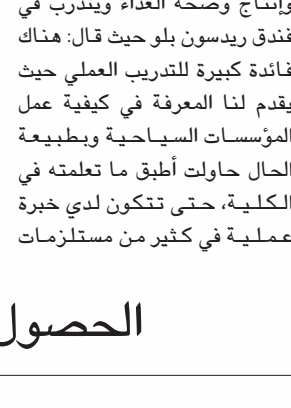 وإنتاج وصحة الغذاء ويتدرب في
فندق ريدسون بلو حيث قال: هناك
فائدة كبيرة للتدريب العملي حيث
يقدم لنا المعرفة في كيفية عمل
المؤسسات السياحية وبطبيعة
الحال حاولت أطبق ما تعلمته في
الكلية، حتى تتكون لدي خبرة
عملية في كثير من مستلزمات
الحصول